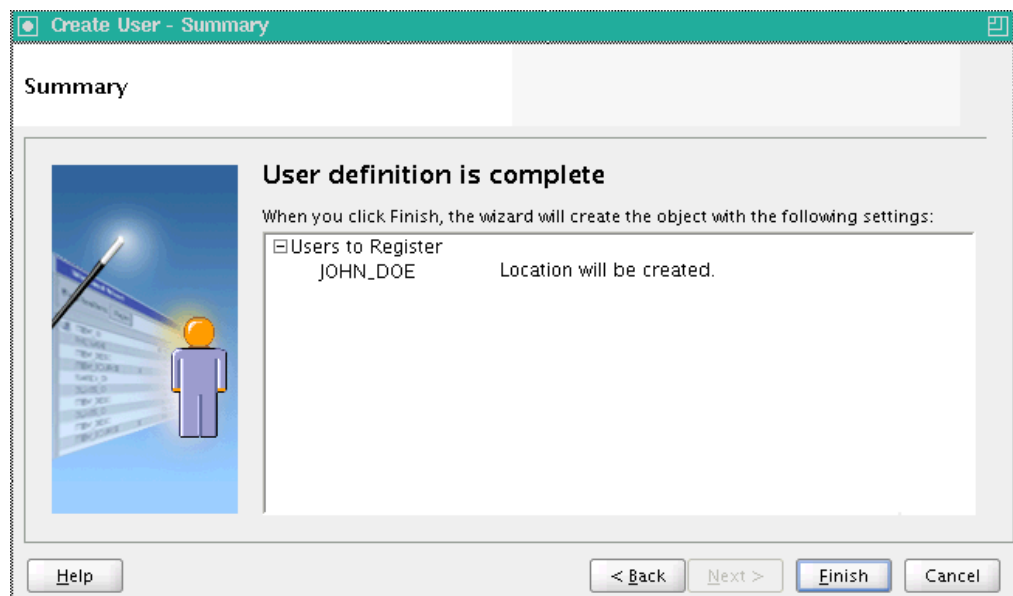 Create User - Summary
Summary
User definition is complete
When you click Finish, the wizard will create the object with the following settings:
Users to Register
JOHN_DOE Location will be created.
Help
< Back
Next >
Finish
Cancel